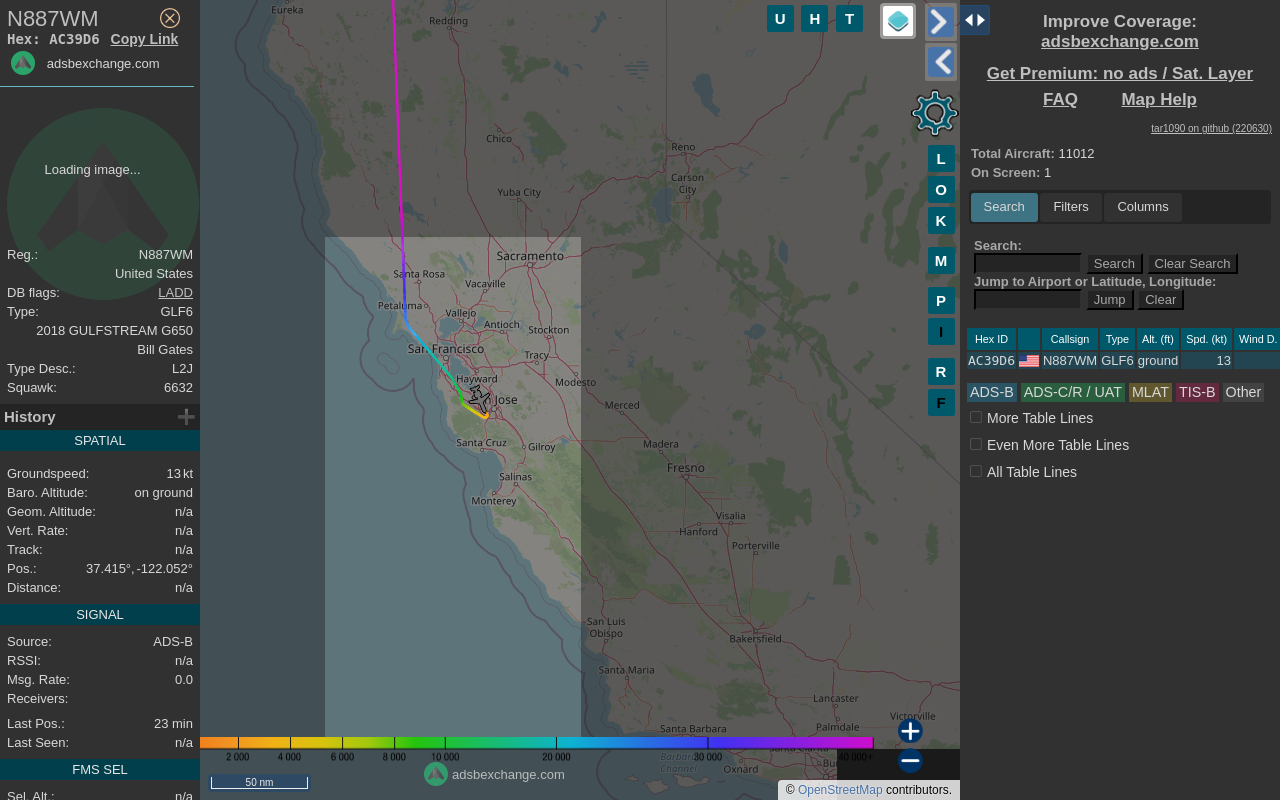 N887WM
Hex: AC39D6 Copy Link
adsbexchange.com
Loading image...
Reg.: N887WM
United States
DB flags: LADD
Type: GLF6
2018 GULFSTREAM G650
Bill Gates
Type Desc.: L2J
Squawk: 6632
History
SPATIAL
Groundspeed: 13 kt
Baro. Altitude: on ground
Geom. Altitude: n/a
Vert. Rate: n/a
Track: n/a
Pos.: 37.415°, -122.052°
Distance: n/a
SIGNAL
Source: ADS-B
RSSI: n/a
Msg. Rate: 0.0
Receivers:
Last Pos.: 23 min
Last Seen: n/a
FMS SEL
Sel. Alt.: n/a
Eureka
Redding
Chico
Reno
Carson
City
Yuba City
Sacramento
Santa Rosa
Vacaville
Petaluma
Vallejo
Antioch
Stockton
San Francisco
Tracy
Hayward
Modesto
Jose
Merced
Santa Cruz
Gilroy
Madera
Fresno
Salinas
Monterey
Visalia
Hanford
Porterville
San Luis
Obispo
Bakersfield
Santa Maria
Lancaster
Victorville
Santa Barbara
Palmdale
Channel
Oxnard
U H T
L
O
K
M
P
I
R
F
2 000 4 000 6 000 8 000 10 000 20 000 30 000 40 000+
adsbexchange.com
50 nm
© OpenStreetMap contributors.
Improve Coverage:
adsbexchange.com
Get Premium: no ads / Sat. Layer
FAQ Map Help
tar1090 on github (220630)
Total Aircraft: 11012
On Screen: 1
Search Filters Columns
Search:
Search Clear Search
Jump to Airport or Latitude, Longitude:
Jump Clear
Hex ID Callsign Type Alt. (ft) Spd. (kt) Wind D.
AC39D6 N887WM GLF6 ground 13
ADS-B ADS-C/R / UAT MLAT TIS-B Other
More Table Lines
Even More Table Lines
All Table Lines